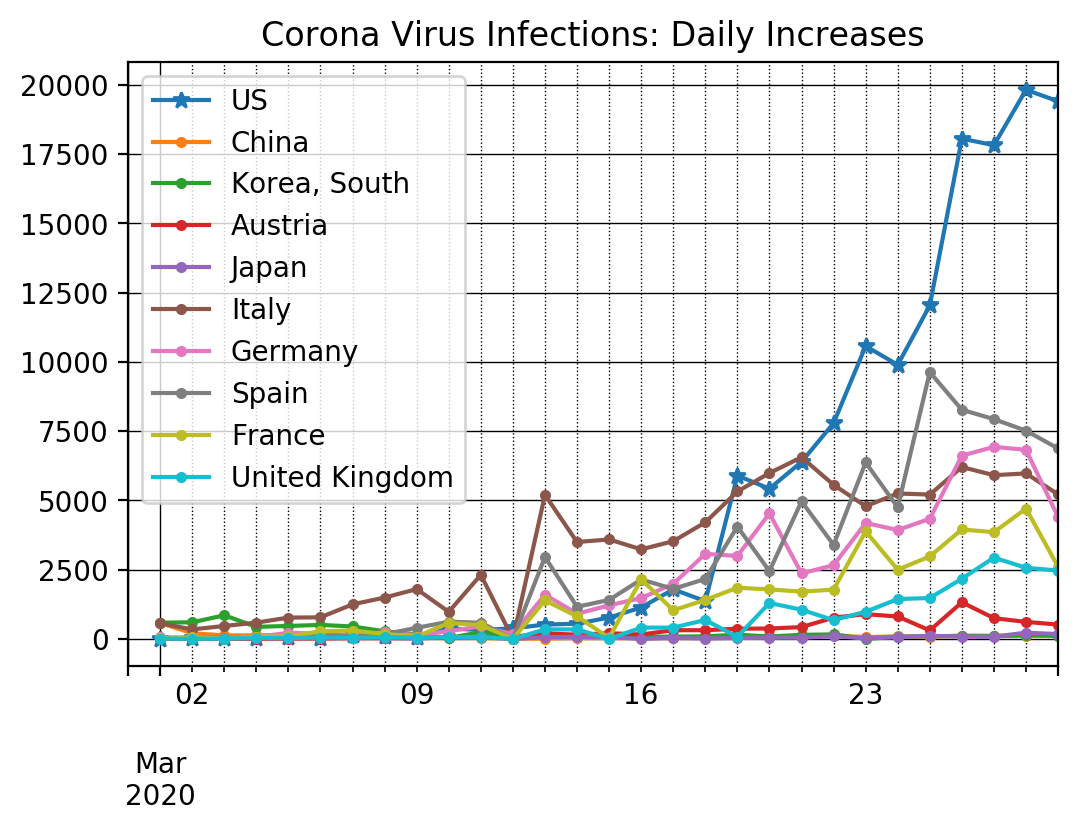 Corona Virus Infections: Daily Increases
20000
17500
15000
12500
10000
7500
5000
2500
0
US
China
Korea, South
Austria
Japan
Italy
Germany
Spain
France
United Kingdom
02 09 16 23
Mar
2020